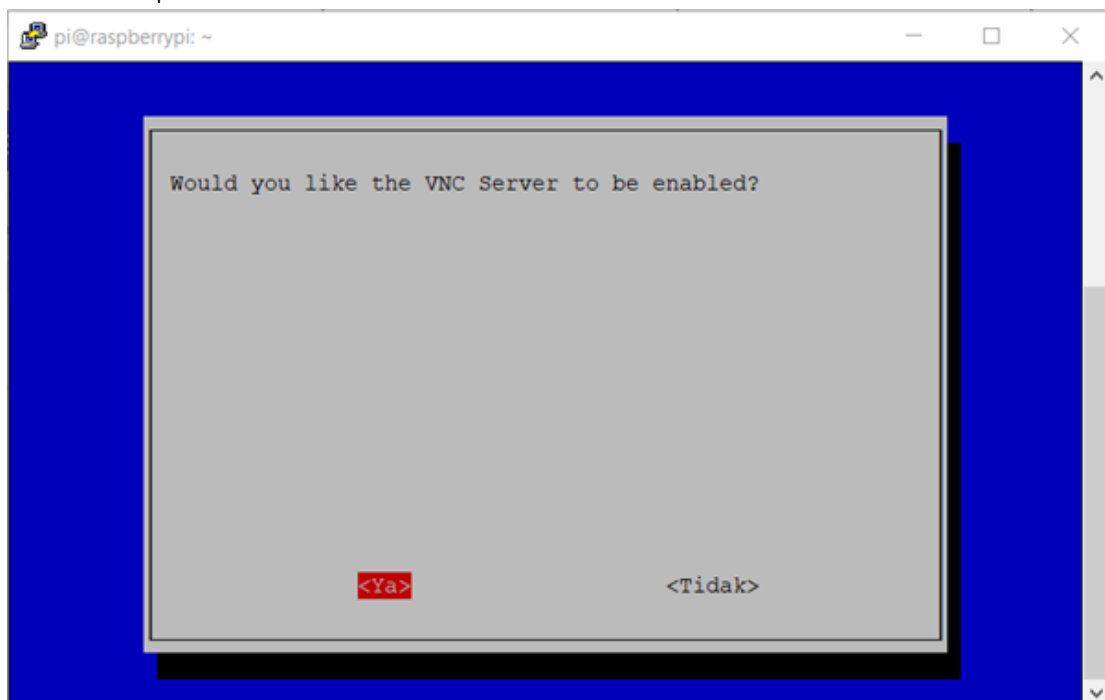 pi@raspberrypi: ~
Would you like the VNC Server to be enabled?
<Ya> <Tidak>